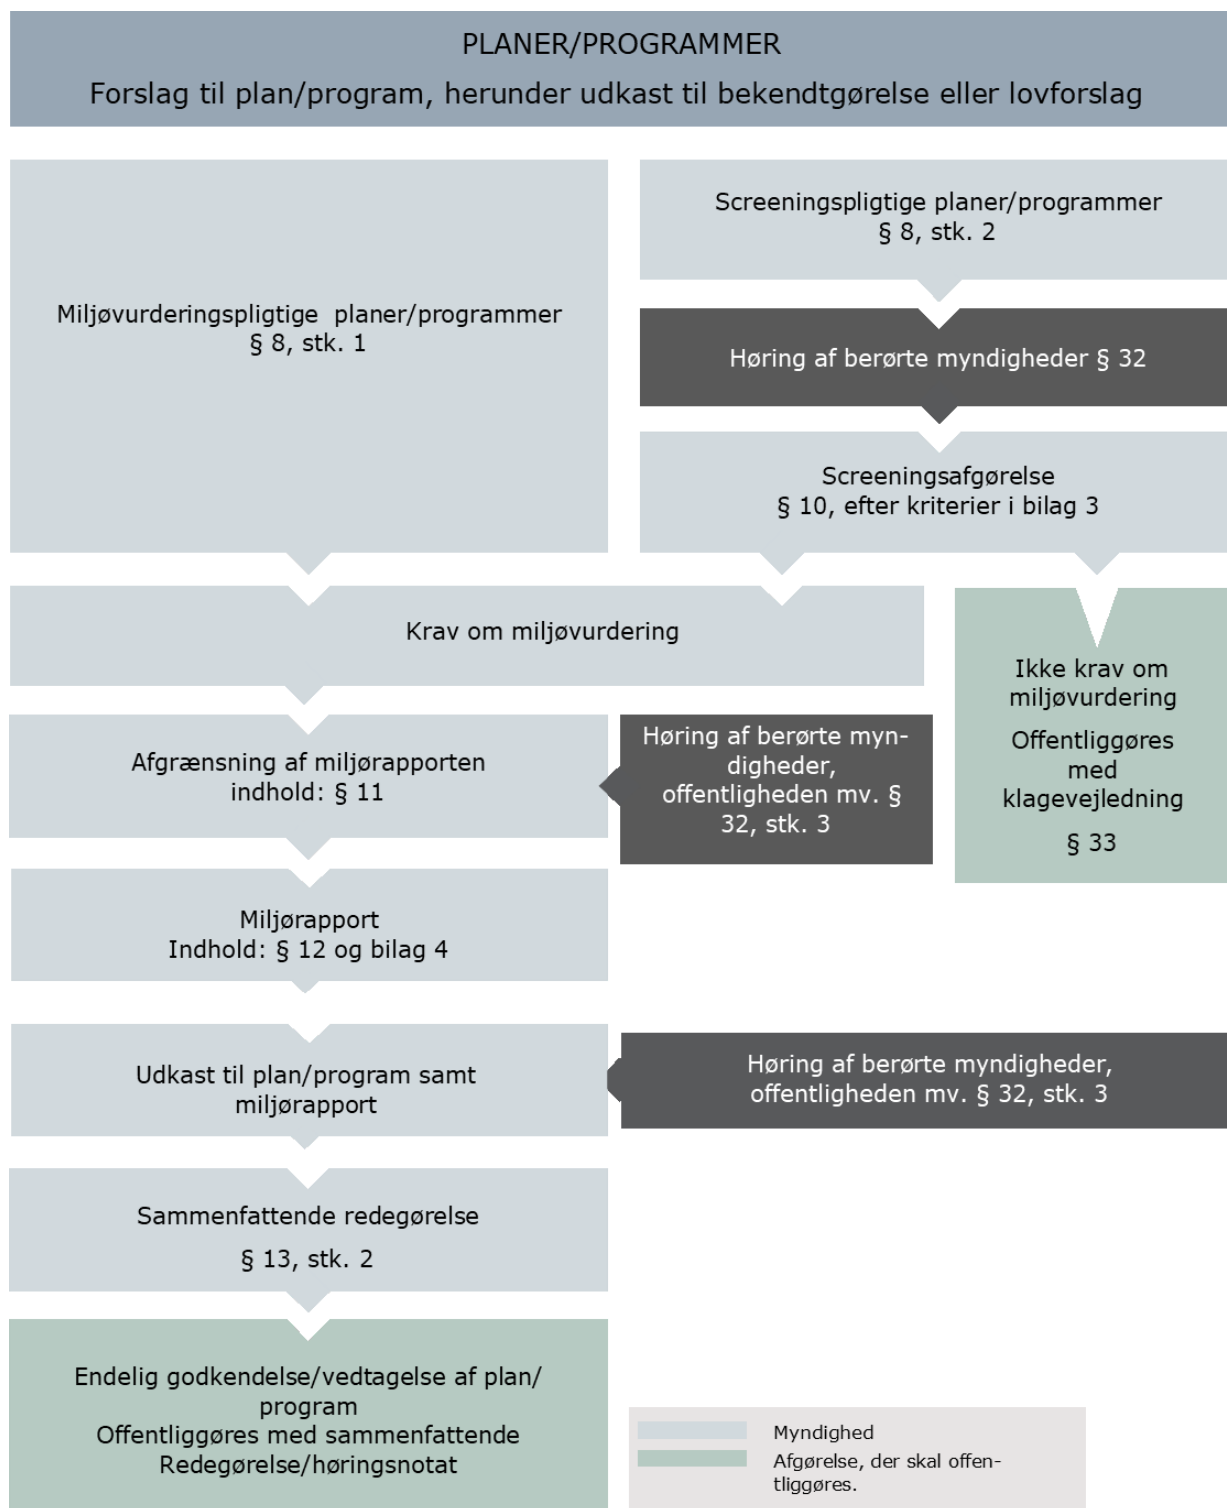 PLANER/PROGRAMMER
Forslag til plan/program, herunder udkast til bekendtgørelse eller lovforslag
Miljøvurderingspligtige planer/programmer
§ 8, stk. 1
Screeningspligtige planer/programmer
§ 8, stk. 2
Høring af berørte myndigheder § 32
Screeningsafgørelse
§ 10, efter kriterier i bilag 3
Krav om miljøvurdering
Ikke krav om
miljøvurdering
Offentliggøres
med
klagevejledning
§ 33
Afgrænsning af miljørapporten
indhold: § 11
Høring af berørte myn-
digheder,
offentligheden mv. §
32, stk. 3
Miljørapport
Indhold: § 12 og bilag 4
Udkast til plan/program samt
miljørapport
Høring af berørte myndigheder,
offentligheden mv. § 32, stk. 3
Sammenfattende redegørelse
§ 13, stk. 2
Endelig godkendelse/vedtagelse af plan/
program
Offentliggøres med sammenfattende
Redegørelse/høringsnotat
Myndighed
Afgørelse, der skal offen-
tliggøres.